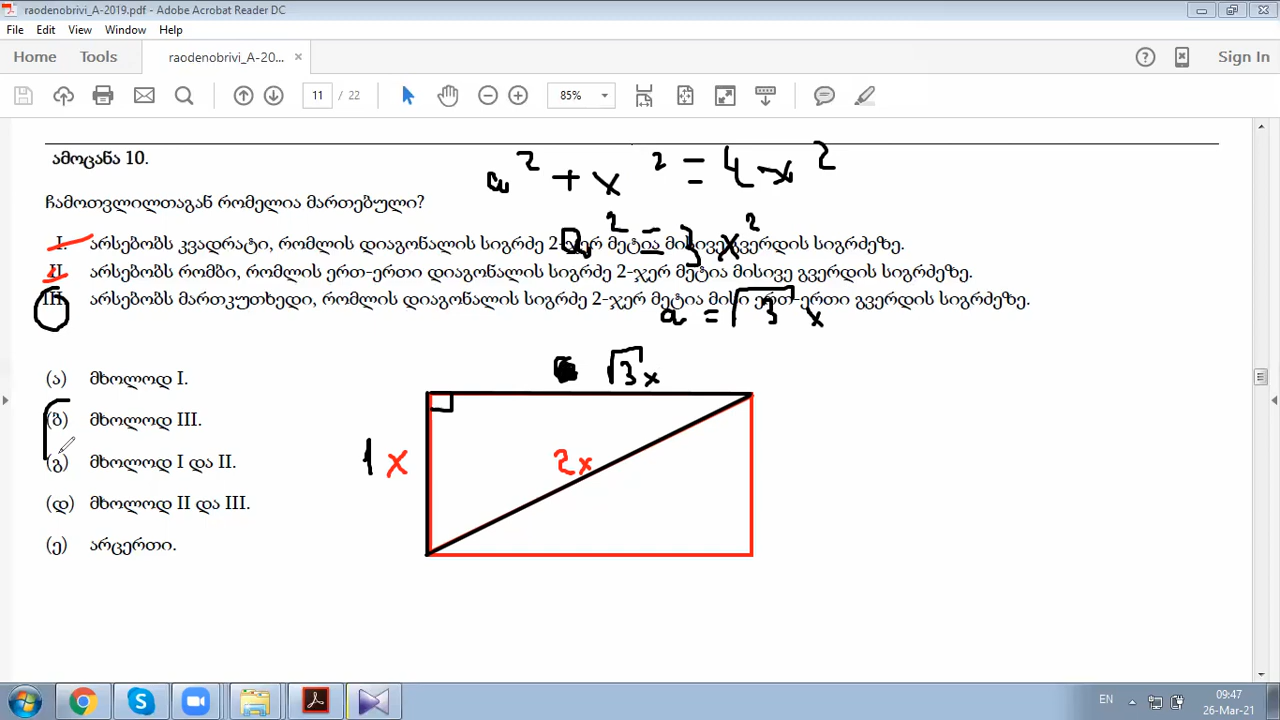 raodenobrivi_A-2019.pdf - Adobe Acrobat Reader DC
File Edit View Window Help
Home Tools raodenobrivi_A-20... × Sign In
11 / 22 85%
ამოცანა 10.
a² + x² = 4x²
ჩამოთვლილთაგან რომელია მართებული?
a² = 3x²
I. არსებობს კვადრატი, რომლის დიაგონალის სიგრძე 2-ჯერ მეტია მისივე გვერდის სიგრძეზე.
II არსებობს რომბი, რომლის ერთ-ერთი დიაგონალის სიგრძე 2-ჯერ მეტია მისივე გვერდის სიგრძეზე.
III არსებობს მართკუთხედი, რომლის დიაგონალის სიგრძე 2-ჯერ მეტია მისი ერთ-ერთი გვერდის სიგრძეზე.
a = √3 x
√3 x
(ა) მხოლოდ I.
(ბ) მხოლოდ III.
1 x 2x
(გ) მხოლოდ I და II.
(დ) მხოლოდ II და III.
(ე) არცერთი.
EN 09:47
26-Mar-21